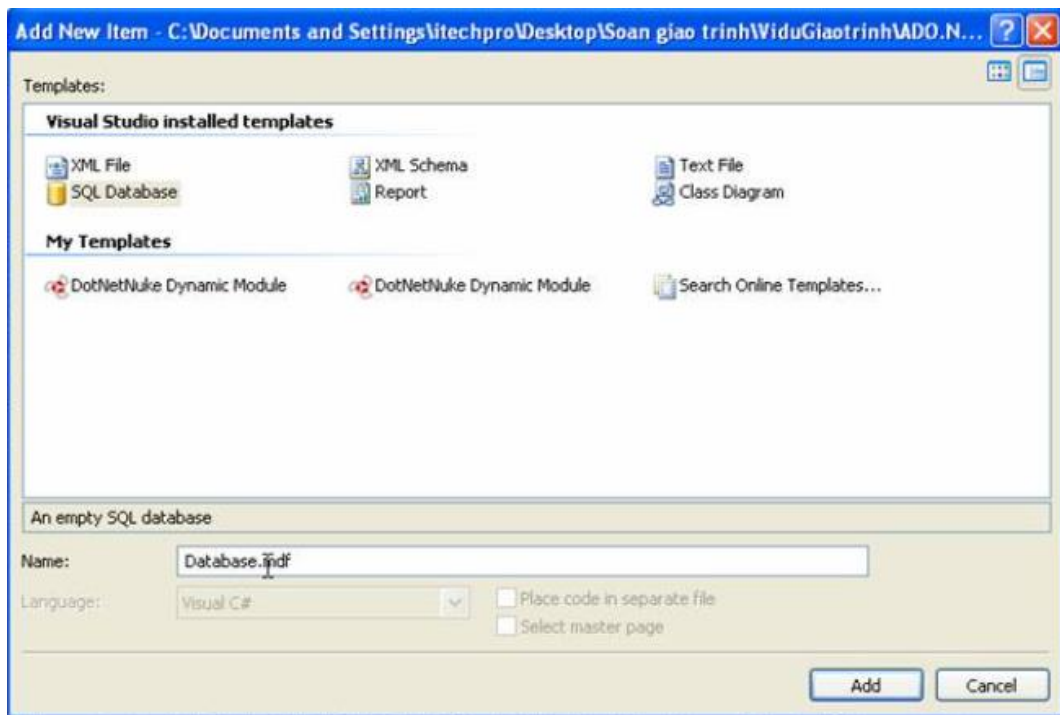 Add New Item - C:\Documents and Settings\itechpro\Desktop\Soan giao trinh\ViduGiaotrinh\ADO.N... ?
Templates:
Visual Studio installed templates
XML File XML Schema Text File
SQL Database Report Class Diagram
My Templates
DotNetNuke Dynamic Module DotNetNuke Dynamic Module Search Online Templates...
An empty SQL database
Name: Database.mdf
Language: Visual C# Place code in separate file
Select master page
Add Cancel